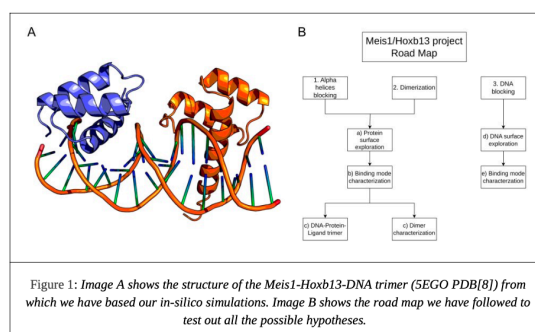 A
B
Meis1/Hoxb13 project
Road Map
1. Alpha
helices
blocking
2. Dimerization
3. DNA
blocking
a) Protein
surface
exploration
d) DNA surface
exploration
b) Binding mode
characterization
e) Binding mode
characterization
c) DNA-Protein-
Ligand trimer
c) Dimer
characterization
Figure 1: Image A shows the structure of the Meis1-Hoxb13-DNA trimer (5EGO PDB[8]) from
which we have based our in-silico simulations. Image B shows the road map we have followed to
test out all the possible hypotheses.